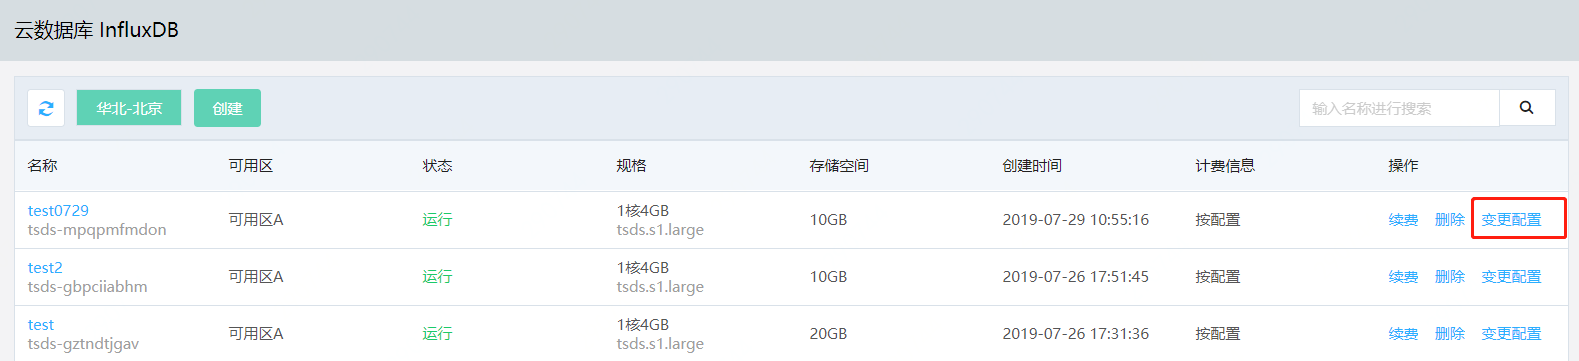 云数据库 InfluxDB
华北-北京 创建 输入名称进行搜索
名称 可用区 状态 规格 存储空间 创建时间 计费信息 操作
test0729 可用区A 运行 1核4GB 10GB 2019-07-29 10:55:16 按配置 续费 删除 变更配置
tsds-mpqpmfmdon tsds.s1.large
test2 可用区A 运行 1核4GB 10GB 2019-07-26 17:51:45 按配置 续费 删除 变更配置
tsds-gbpciiabhm tsds.s1.large
test 可用区A 运行 1核4GB 20GB 2019-07-26 17:31:36 按配置 续费 删除 变更配置
tsds-gztndtjgav tsds.s1.large